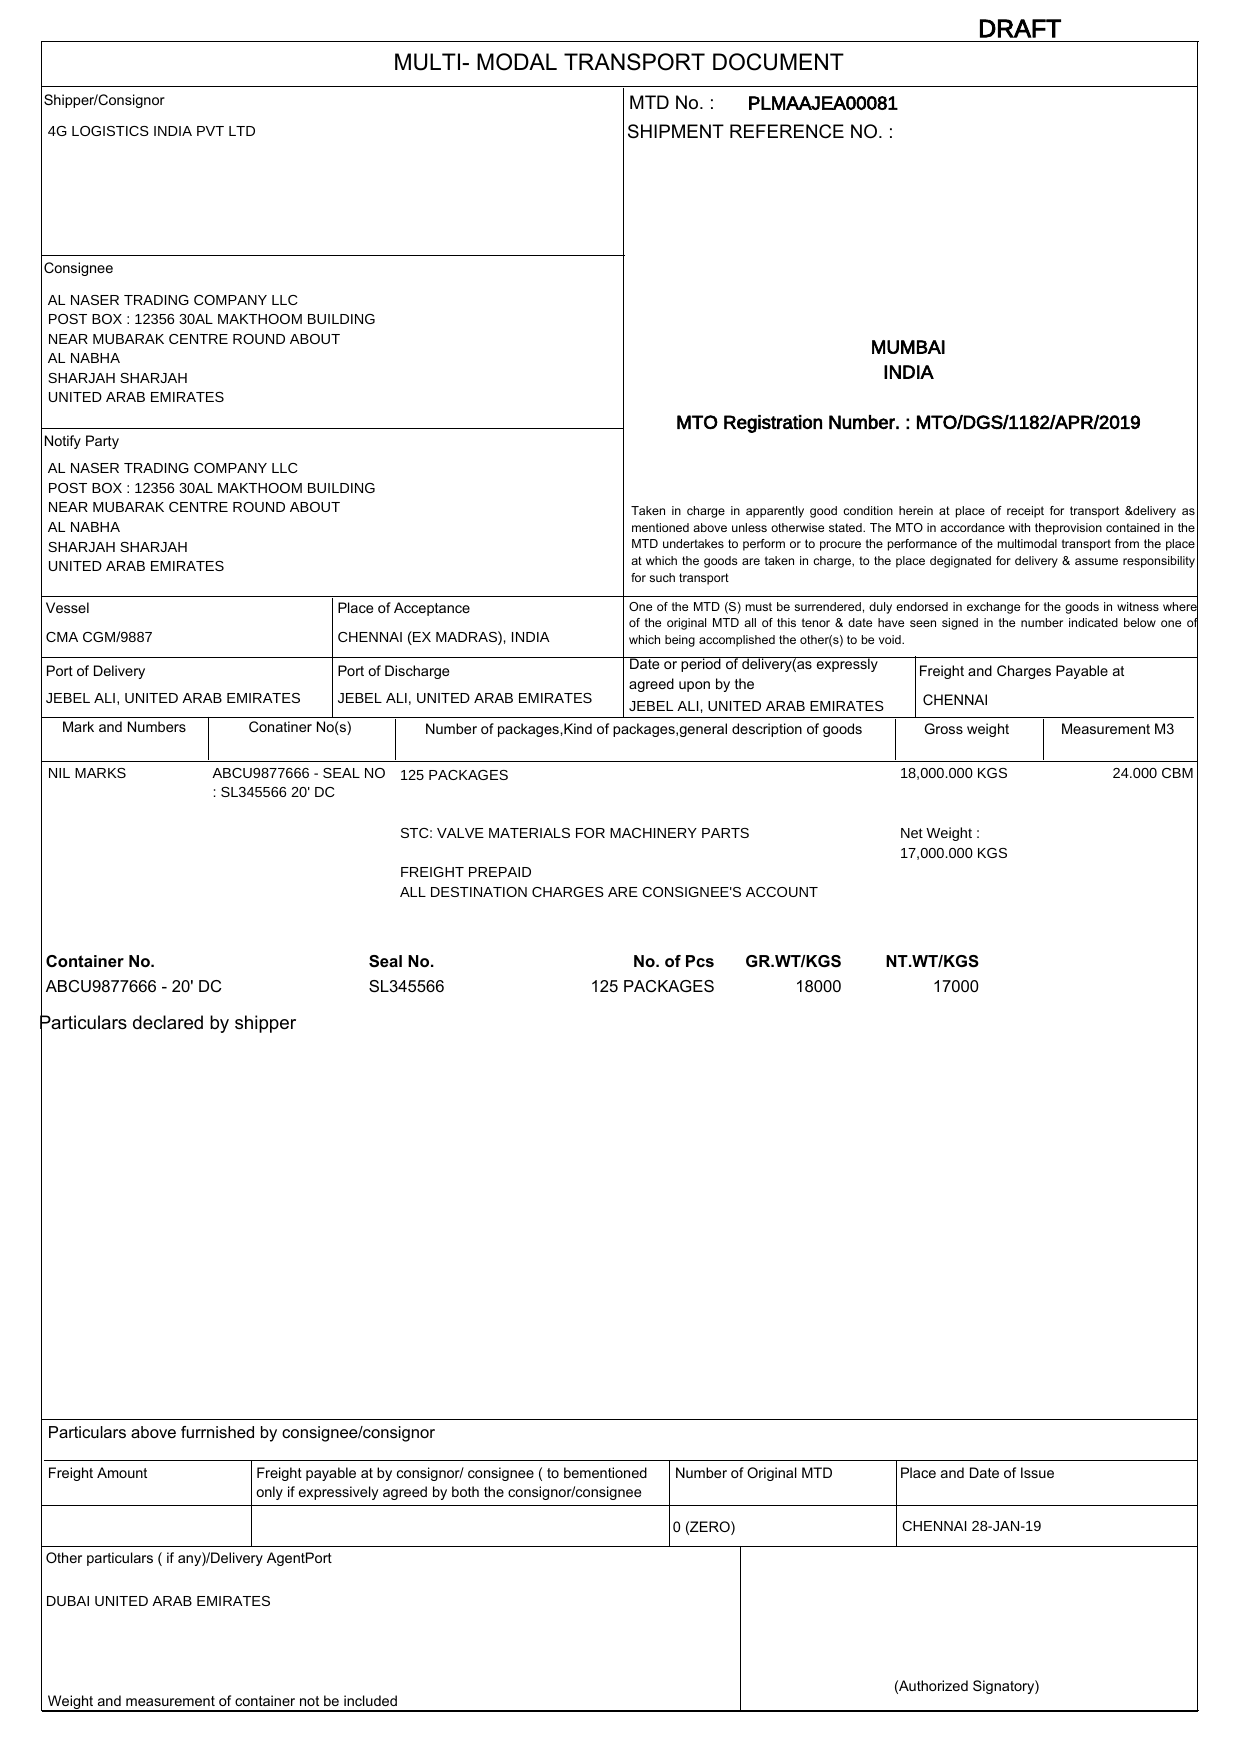 DRAFT
MULTI- MODAL TRANSPORT DOCUMENT
Shipper/Consignor
4G LOGISTICS INDIA PVT LTD
MTD No. : PLMAAJEA00081
SHIPMENT REFERENCE NO. :
Consignee
AL NASER TRADING COMPANY LLC
POST BOX : 12356 30AL MAKTHOOM BUILDING
NEAR MUBARAK CENTRE ROUND ABOUT
AL NABHA
SHARJAH SHARJAH
UNITED ARAB EMIRATES
MUMBAI
INDIA
MTO Registration Number. : MTO/DGS/1182/APR/2019
Notify Party
AL NASER TRADING COMPANY LLC
POST BOX : 12356 30AL MAKTHOOM BUILDING
NEAR MUBARAK CENTRE ROUND ABOUT
AL NABHA
SHARJAH SHARJAH
UNITED ARAB EMIRATES
Taken in charge in apparently good condition herein at place of receipt for transport &delivery as
mentioned above unless otherwise stated. The MTO in accordance with theprovision contained in the
MTD undertakes to perform or to procure the performance of the multimodal transport from the place
at which the goods are taken in charge, to the place degignated for delivery & assume responsibility
for such transport
Vessel
CMA CGM/9887
Place of Acceptance
CHENNAI (EX MADRAS), INDIA
One of the MTD (S) must be surrendered, duly endorsed in exchange for the goods in witness where
of the original MTD all of this tenor & date have seen signed in the number indicated below one of
which being accomplished the other(s) to be void.
Port of Delivery
JEBEL ALI, UNITED ARAB EMIRATES
Port of Discharge
JEBEL ALI, UNITED ARAB EMIRATES
Date or period of delivery(as expressly
agreed upon by the
JEBEL ALI, UNITED ARAB EMIRATES
Freight and Charges Payable at
CHENNAI
Mark and Numbers Conatiner No(s) Number of packages,Kind of packages,general description of goods Gross weight Measurement M3
NIL MARKS ABCU9877666 - SEAL NO 125 PACKAGES 18,000.000 KGS 24.000 CBM
: SL345566 20' DC
STC: VALVE MATERIALS FOR MACHINERY PARTS Net Weight :
17,000.000 KGS
FREIGHT PREPAID
ALL DESTINATION CHARGES ARE CONSIGNEE'S ACCOUNT
Container No. Seal No. No. of Pcs GR.WT/KGS NT.WT/KGS
ABCU9877666 - 20' DC SL345566 125 PACKAGES 18000 17000
Particulars declared by shipper
Particulars above furrnished by consignee/consignor
Freight Amount
Freight payable at by consignor/ consignee ( to bementioned
only if expressively agreed by both the consignor/consignee
Number of Original MTD
Place and Date of Issue
0 (ZERO)
CHENNAI 28-JAN-19
Other particulars ( if any)/Delivery AgentPort
DUBAI UNITED ARAB EMIRATES
(Authorized Signatory)
Weight and measurement of container not be included